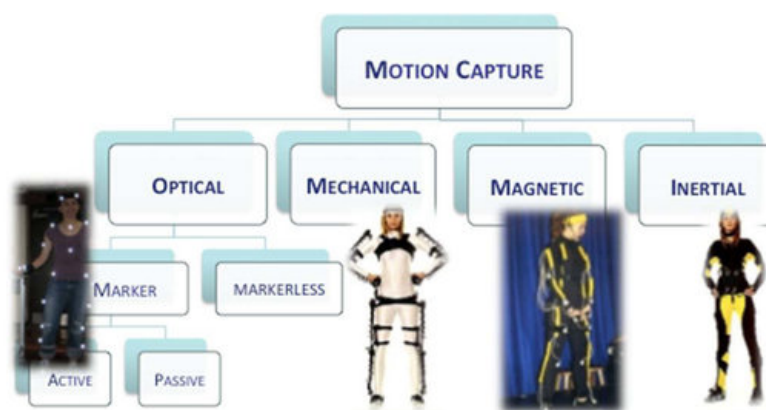 MOTION CAPTURE
OPTICAL
MECHANICAL
MAGNETIC
INERTIAL
MARKER
MARKERLESS
ACTIVE
PASSIVE